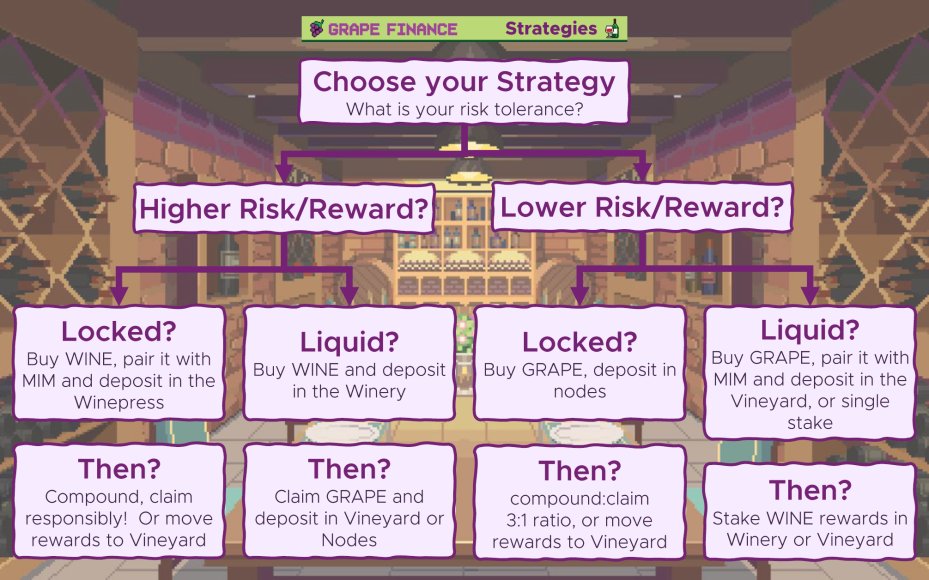 GRAPE FINANCE Strategies
Choose your Strategy
What is your risk tolerance?
Higher Risk/Reward?
Lower Risk/Reward?
Locked?
Buy WINE, pair it with
MIM and deposit in the
Winepress
Liquid?
Buy WINE and deposit
in the Winery
Locked?
Buy GRAPE, deposit in
nodes
Liquid?
Buy GRAPE, pair it with
MIM and deposit in the
Vineyard, or single
stake
Then?
Compound, claim
responsibly! Or move
rewards to Vineyard
Then?
Claim GRAPE and
deposit in Vineyard or
Nodes
Then?
compound:claim
3:1 ratio, or move
rewards to Vineyard
Then?
Stake WINE rewards in
Winery or Vineyard